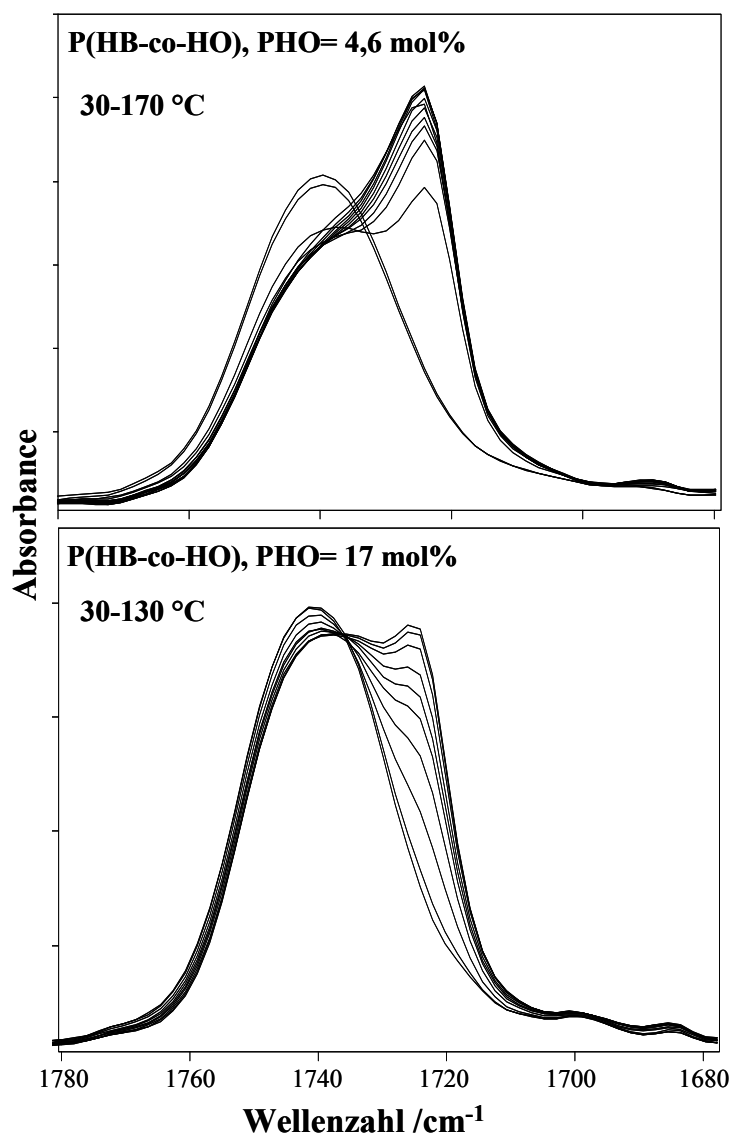 P(HB-co-HO), PHO= 4,6 mol%
30-170 °C
Absorbance
P(HB-co-HO), PHO= 17 mol%
30-130 °C
1780 1760 1740 1720 1700 1680
Wellenzahl /cm⁻¹